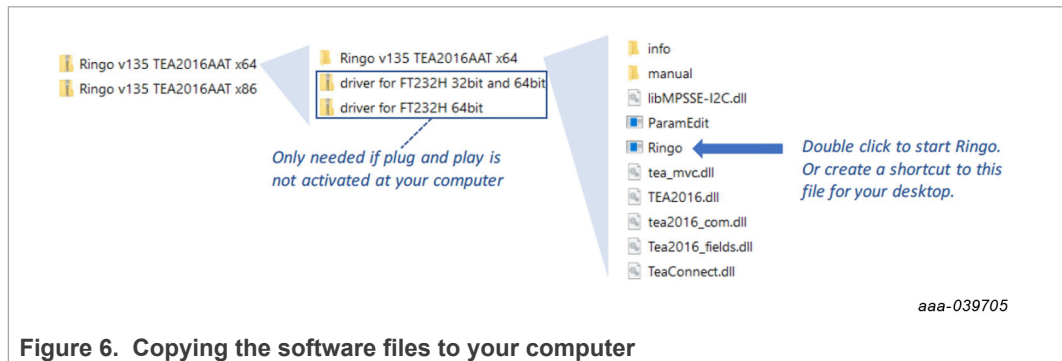 Ringo v135 TEA2016AAT x64
Ringo v135 TEA2016AAT x86
Ringo v135 TEA2016AAT x64
driver for FT232H 32bit and 64bit
driver for FT232H 64bit
Only needed if plug and play is
not activated at your computer
info
manual
libMPSSE-I2C.dll
ParamEdit
Ringo
tea_mvc.dll
TEA2016.dll
tea2016_com.dll
Tea2016_fields.dll
TeaConnect.dll
Double click to start Ringo.
Or create a shortcut to this
file for your desktop.
aaa-039705
Figure 6. Copying the software files to your computer